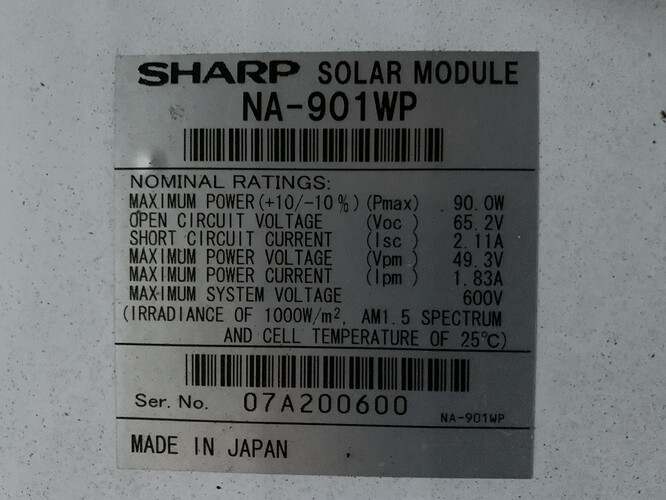 SHARP SOLAR MODULE
NA-901WP
NOMINAL RATINGS:
MAXIMUM POWER(+10/-10%) (Pmax) 90.0W
OPEN CIRCUIT VOLTAGE (Voc ) 65.2V
SHORT CIRCUIT CURRENT (Isc ) 2.11A
MAXIMUM POWER VOLTAGE (Vpm ) 49.3V
MAXIMUM POWER CURRENT (Ipm ) 1.83A
MAXIMUM SYSTEM VOLTAGE 600V
(IRRADIANCE OF 1000W/m², AM1.5 SPECTRUM
AND CELL TEMPERATURE OF 25℃)
Ser. No. 07A200600
NA-901WP
MADE IN JAPAN